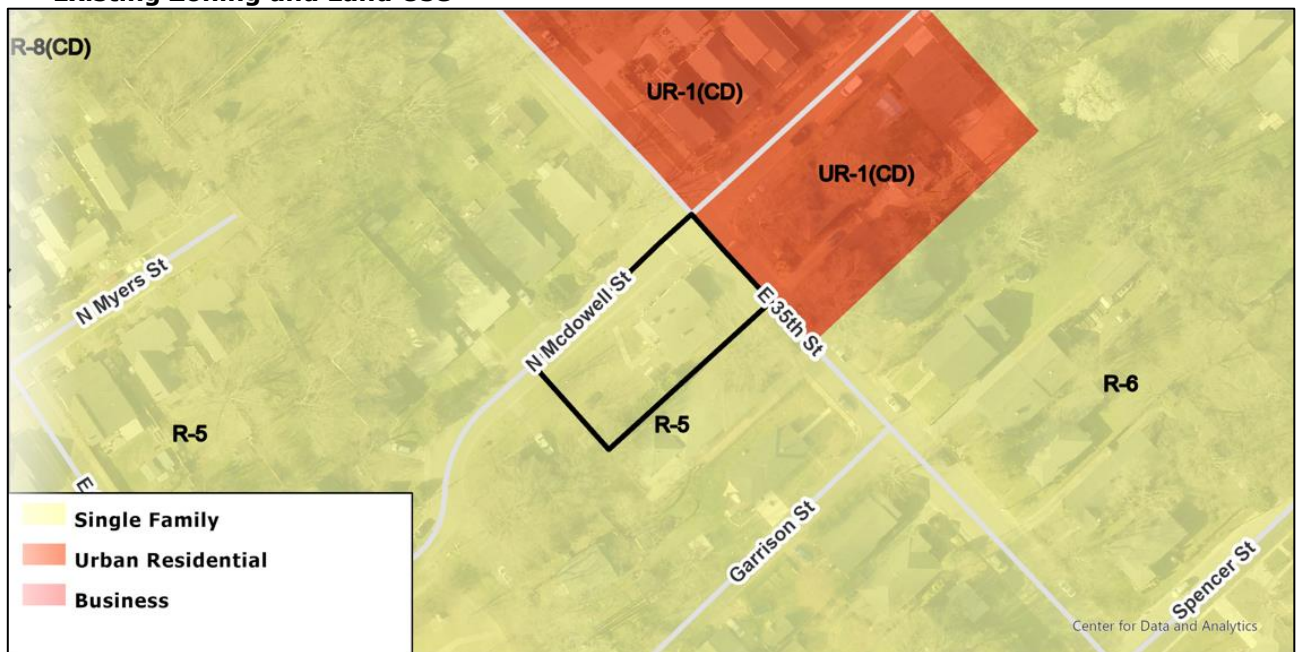 R-8(CD)
UR-1(CD)
UR-1(CD)
N Myers St
N Mcdowell St
E 35th St
R-6
R-5
R-5
E
Garrison St
Spencer St
Single Family
Urban Residential
Business
Center for Data and Analytics